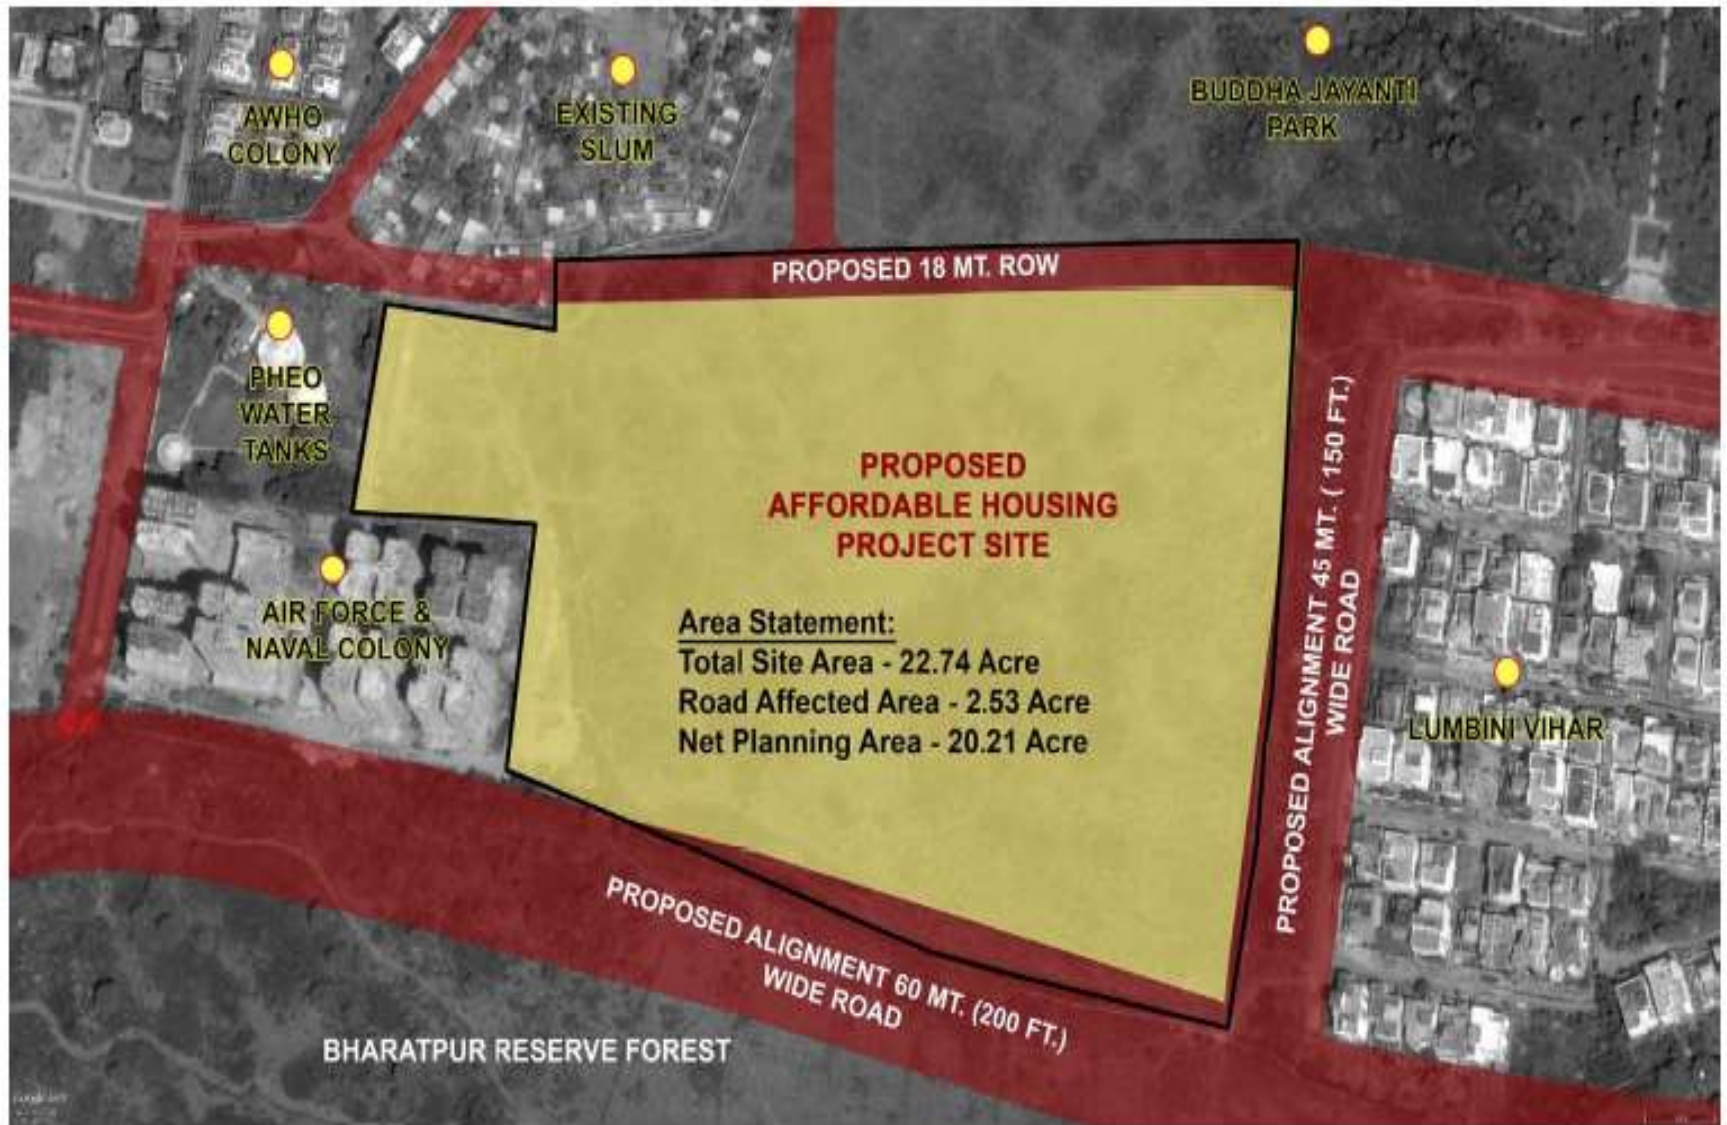 AWHO
COLONY
EXISTING
SLUM
BUDDHA JAYANTI
PARK
PROPOSED 18 MT. ROW
PHEO
WATER
TANKS
PROPOSED
AFFORDABLE HOUSING
PROJECT SITE
PROPOSED ALIGNMENT 45 MT. ( 150 FT.)
WIDE ROAD
AIR FORCE &
NAVAL COLONY
Area Statement:
Total Site Area - 22.74 Acre
Road Affected Area - 2.53 Acre
Net Planning Area - 20.21 Acre
LUMBINI VIHAR
PROPOSED ALIGNMENT 60 MT. (200 FT.)
WIDE ROAD
BHARATPUR RESERVE FOREST